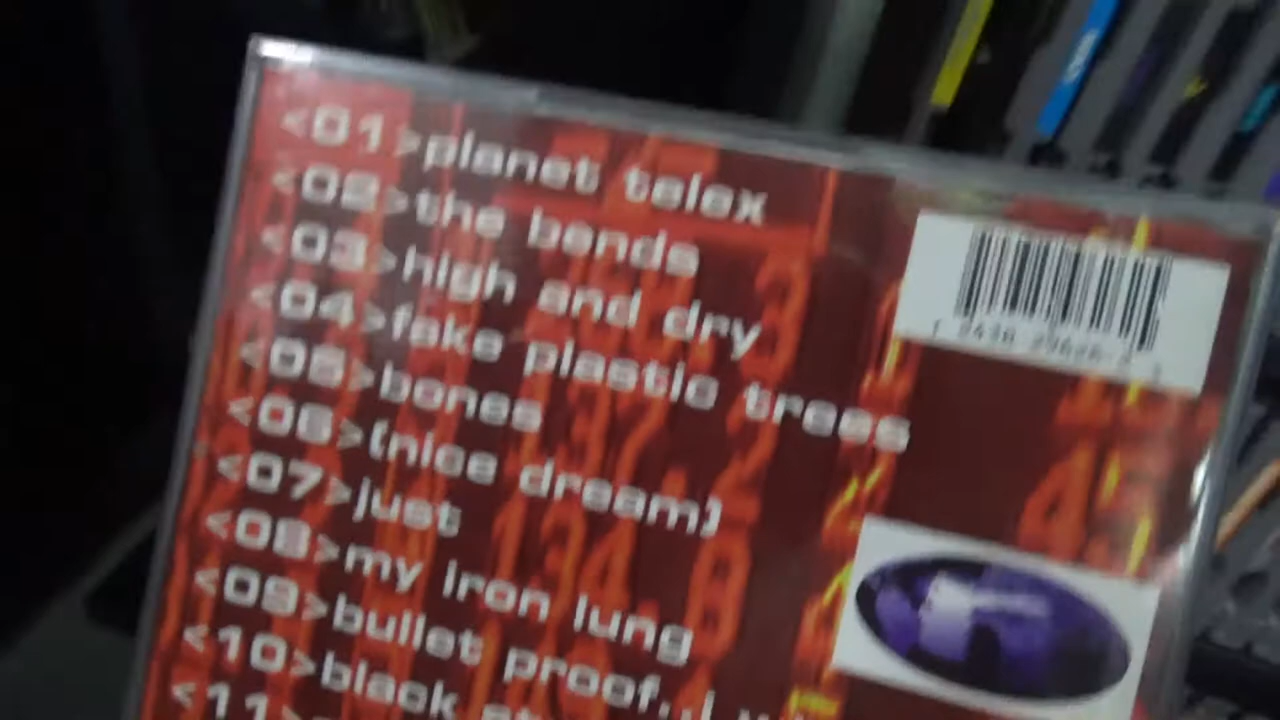 <01>planet telex
<02>the bends
<03>high and dry
<04>fake plastic trees
<05>bones
<06>(nice dream)
<07>just
<08>my iron lung
<09>bullet proof..i
<10>black
<11>